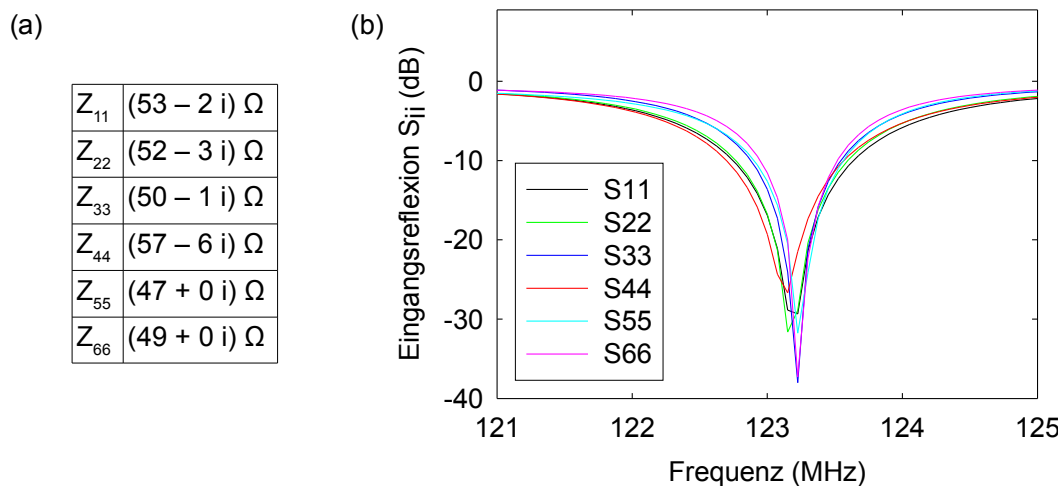 (a)
Z11 (53 – 2 i) Ω
Z22 (52 – 3 i) Ω
Z33 (50 – 1 i) Ω
Z44 (57 – 6 i) Ω
Z55 (47 + 0 i) Ω
Z66 (49 + 0 i) Ω
(b)
Eingangsreflexion Sii (dB)
0
-10
-20
-30
-40
S11
S22
S33
S44
S55
S66
121 122 123 124 125
Frequenz (MHz)